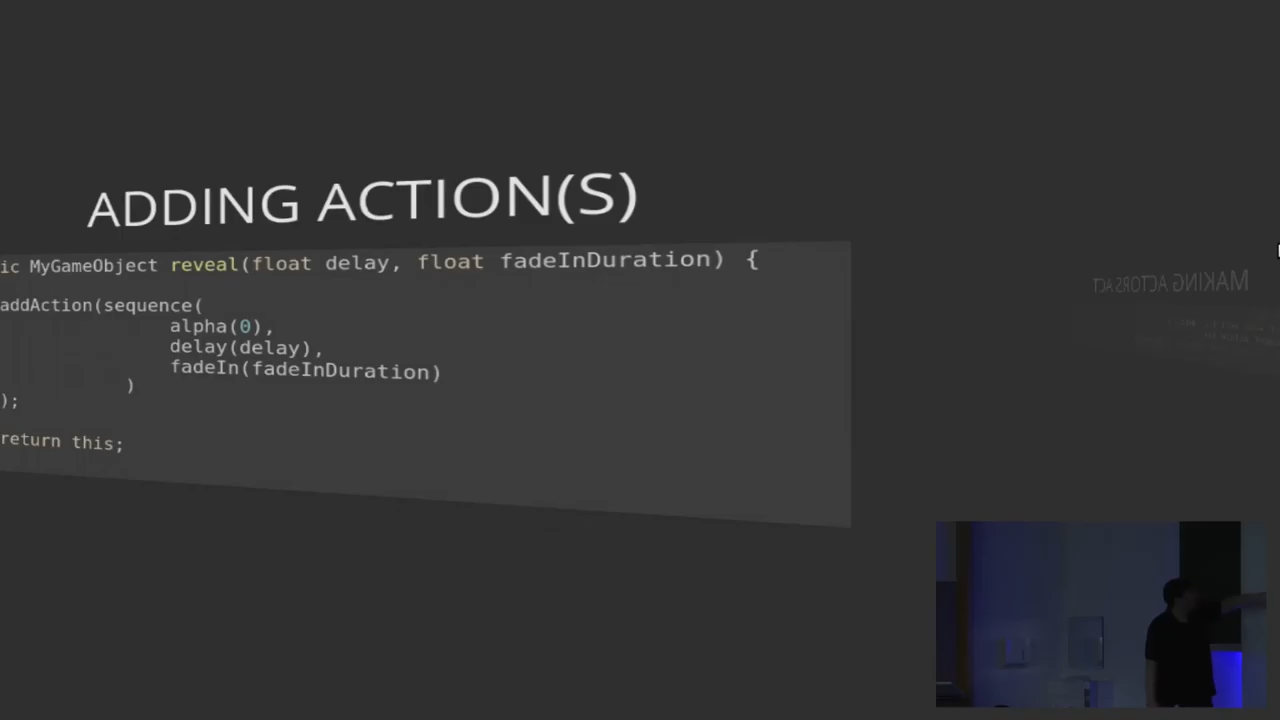 ADDING ACTION(S)
ic MyGameObject reveal(float delay, float fadeInDuration) {
addAction(sequence(
alpha(0),
delay(delay),
fadeIn(fadeInDuration)
)
);
return this;
MAKING ACTORS ACT